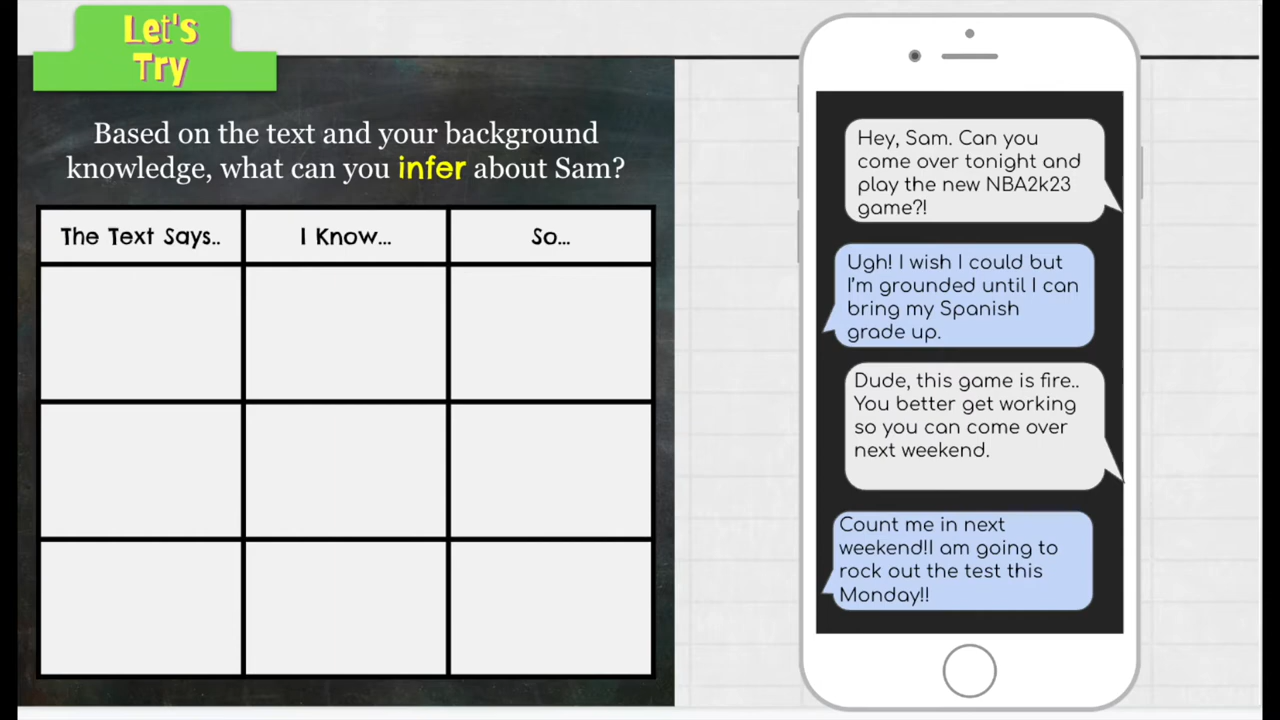 Let's
Try
Based on the text and your background
knowledge, what can you infer about Sam?
The Text Says..
I Know...
So...
Hey, Sam. Can you
come over tonight and
play the new NBA2k23
game?!
Ugh! I wish I could but
I'm grounded until I can
bring my Spanish
grade up.
Dude, this game is fire..
You better get working
so you can come over
next weekend.
Count me in next
weekend!I am going to
rock out the test this
Monday!!